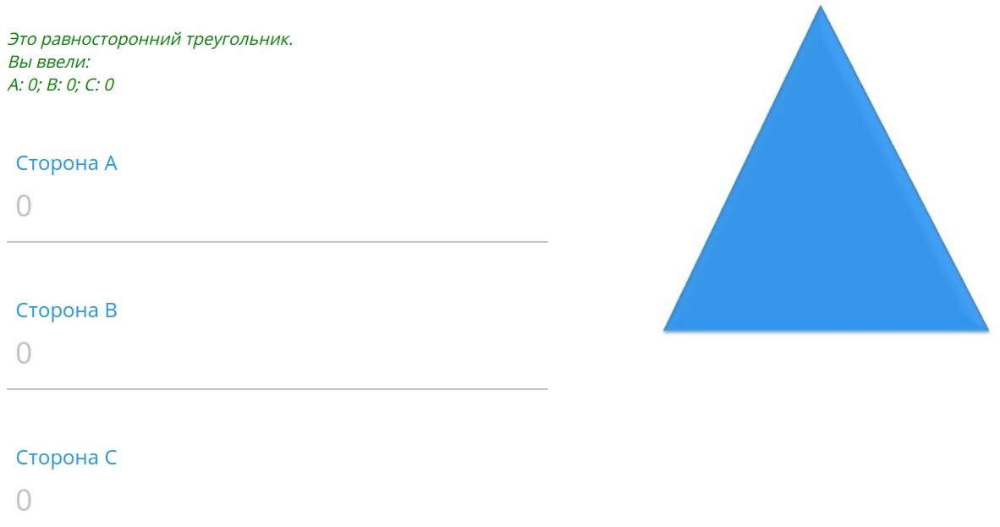 Это равносторонний треугольник.
Вы ввели:
A: 0; B: 0; C: 0
Сторона A
0
Сторона B
0
Сторона C
0